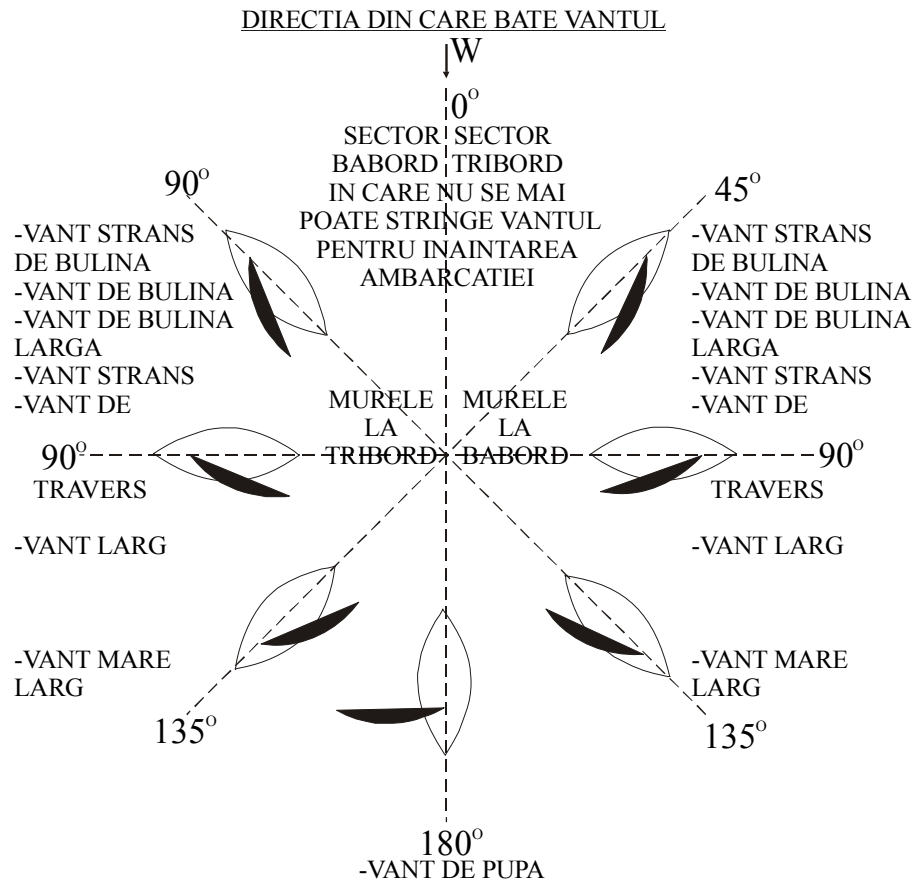 DIRECTIA DIN CARE BATE VANTUL
W
0°
SECTOR SECTOR
BABORD TRIBORD
IN CARE NU SE MAI
POATE STRINGE VANTUL
PENTRU INAINTAREA
AMBARCATIEI
90°
-VANT STRANS
DE BULINA
-VANT DE BULINA
-VANT DE BULINA
LARGA
-VANT STRANS
-VANT DE
45°
-VANT STRANS
DE BULINA
-VANT DE BULINA
-VANT DE BULINA
LARGA
-VANT STRANS
-VANT DE
MURELE
LA
TRIBORD
MURELE
LA
BABORD
90°
TRAVERS
-VANT LARG
90°
TRAVERS
-VANT LARG
-VANT MARE
LARG
135°
-VANT MARE
LARG
135°
180°
-VANT DE PUPA